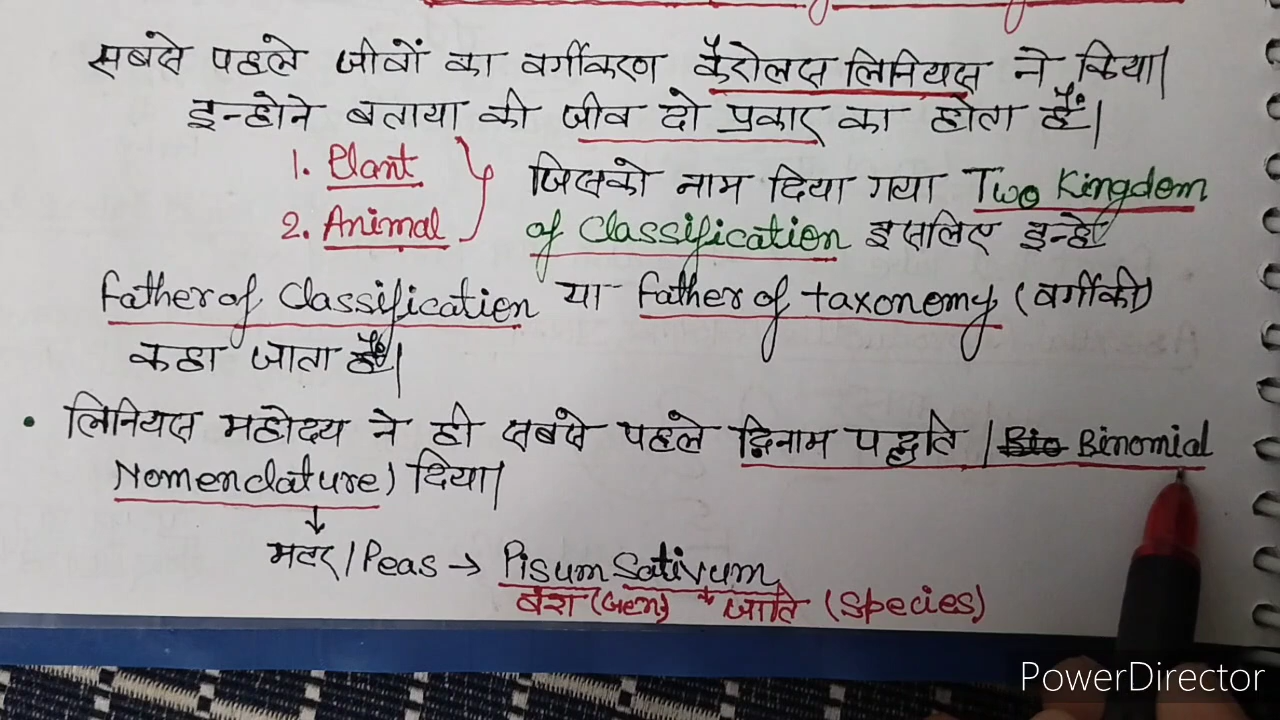 सबसे पहले जीवों का वर्गीकरण कैरोलस लिनियस ने किया।
इन्होने बताया की जीव दो प्रकार का होता हैं।
1. Plant
2. Animal
जिसको नाम दिया गया Two Kingdom
of Classification इसलिए इन्हे
Father of Classification या Father of taxonomy (वर्गीकी)
कहा जाता है।
• लिनियस महोदय ने ही सबसे पहले द्विनाम पद्धति / Bio Binomial
Nomenclature) दिया।
↓
मटर/Peas → Pisum Sativum
वंश (Gen) + जाति (Species)
PowerDirector